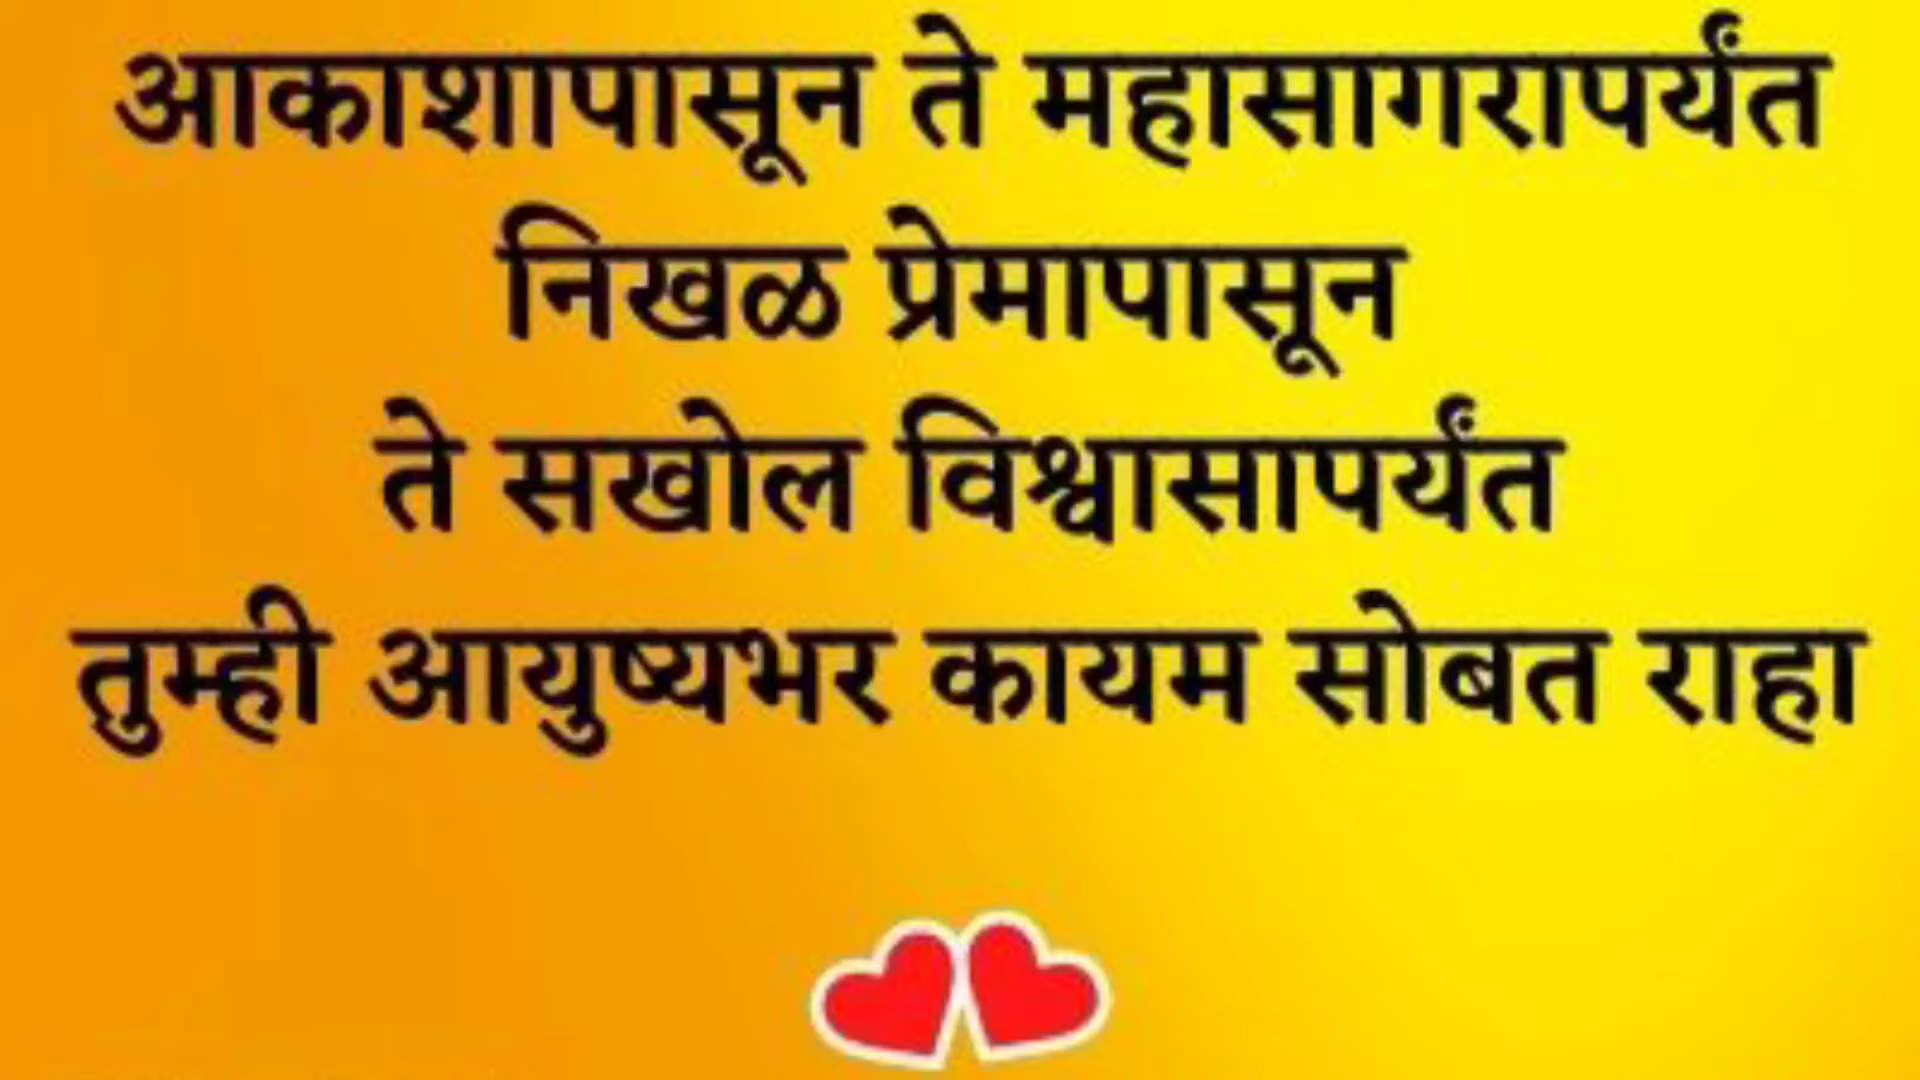 आकाशापासून ते महासागरापर्यंत
निखळ प्रेमापासून
ते सखोल विश्वासापर्यंत
तुम्ही आयुष्यभर कायम सोबत राहा